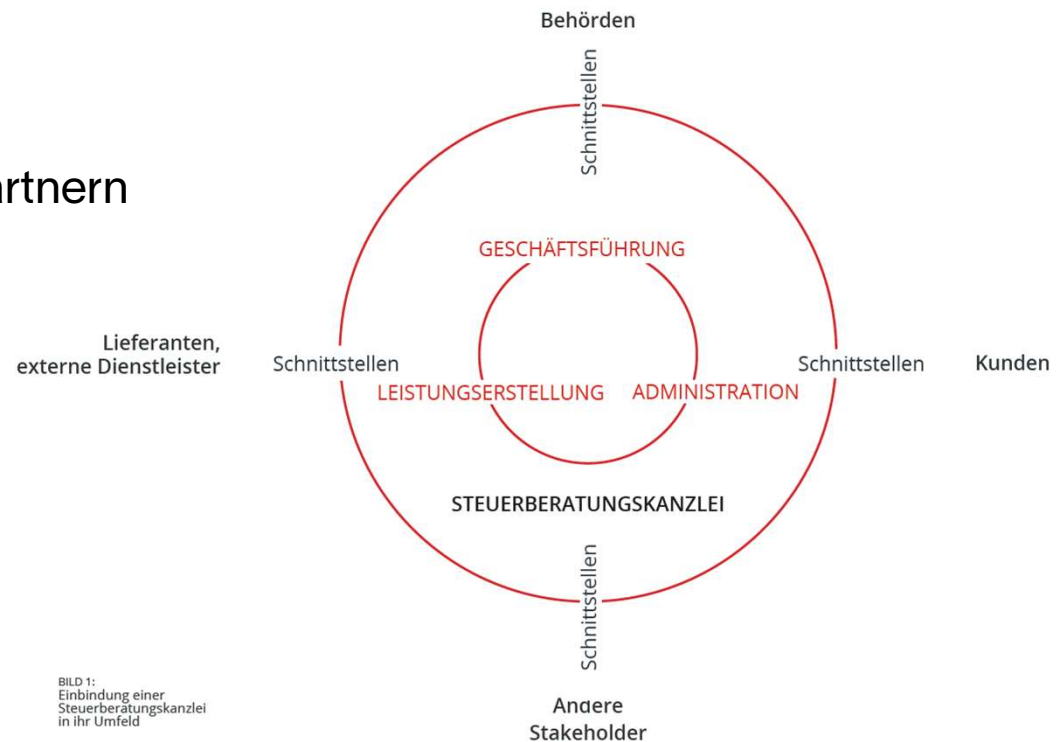 Behörden
Schnittstellen
artnern
GESCHÄFTSFÜHRUNG
Lieferanten,
externe Dienstleister
Schnittstellen
Schnittstellen
Kunden
LEISTUNGSERSTELLUNG
ADMINISTRATION
STEUERBERATUNGSKANZLEI
Schnittstellen
BILD 1:
Einbindung einer
Steuerberatungskanzlei
in ihr Umfeld
Andere
Stakeholder